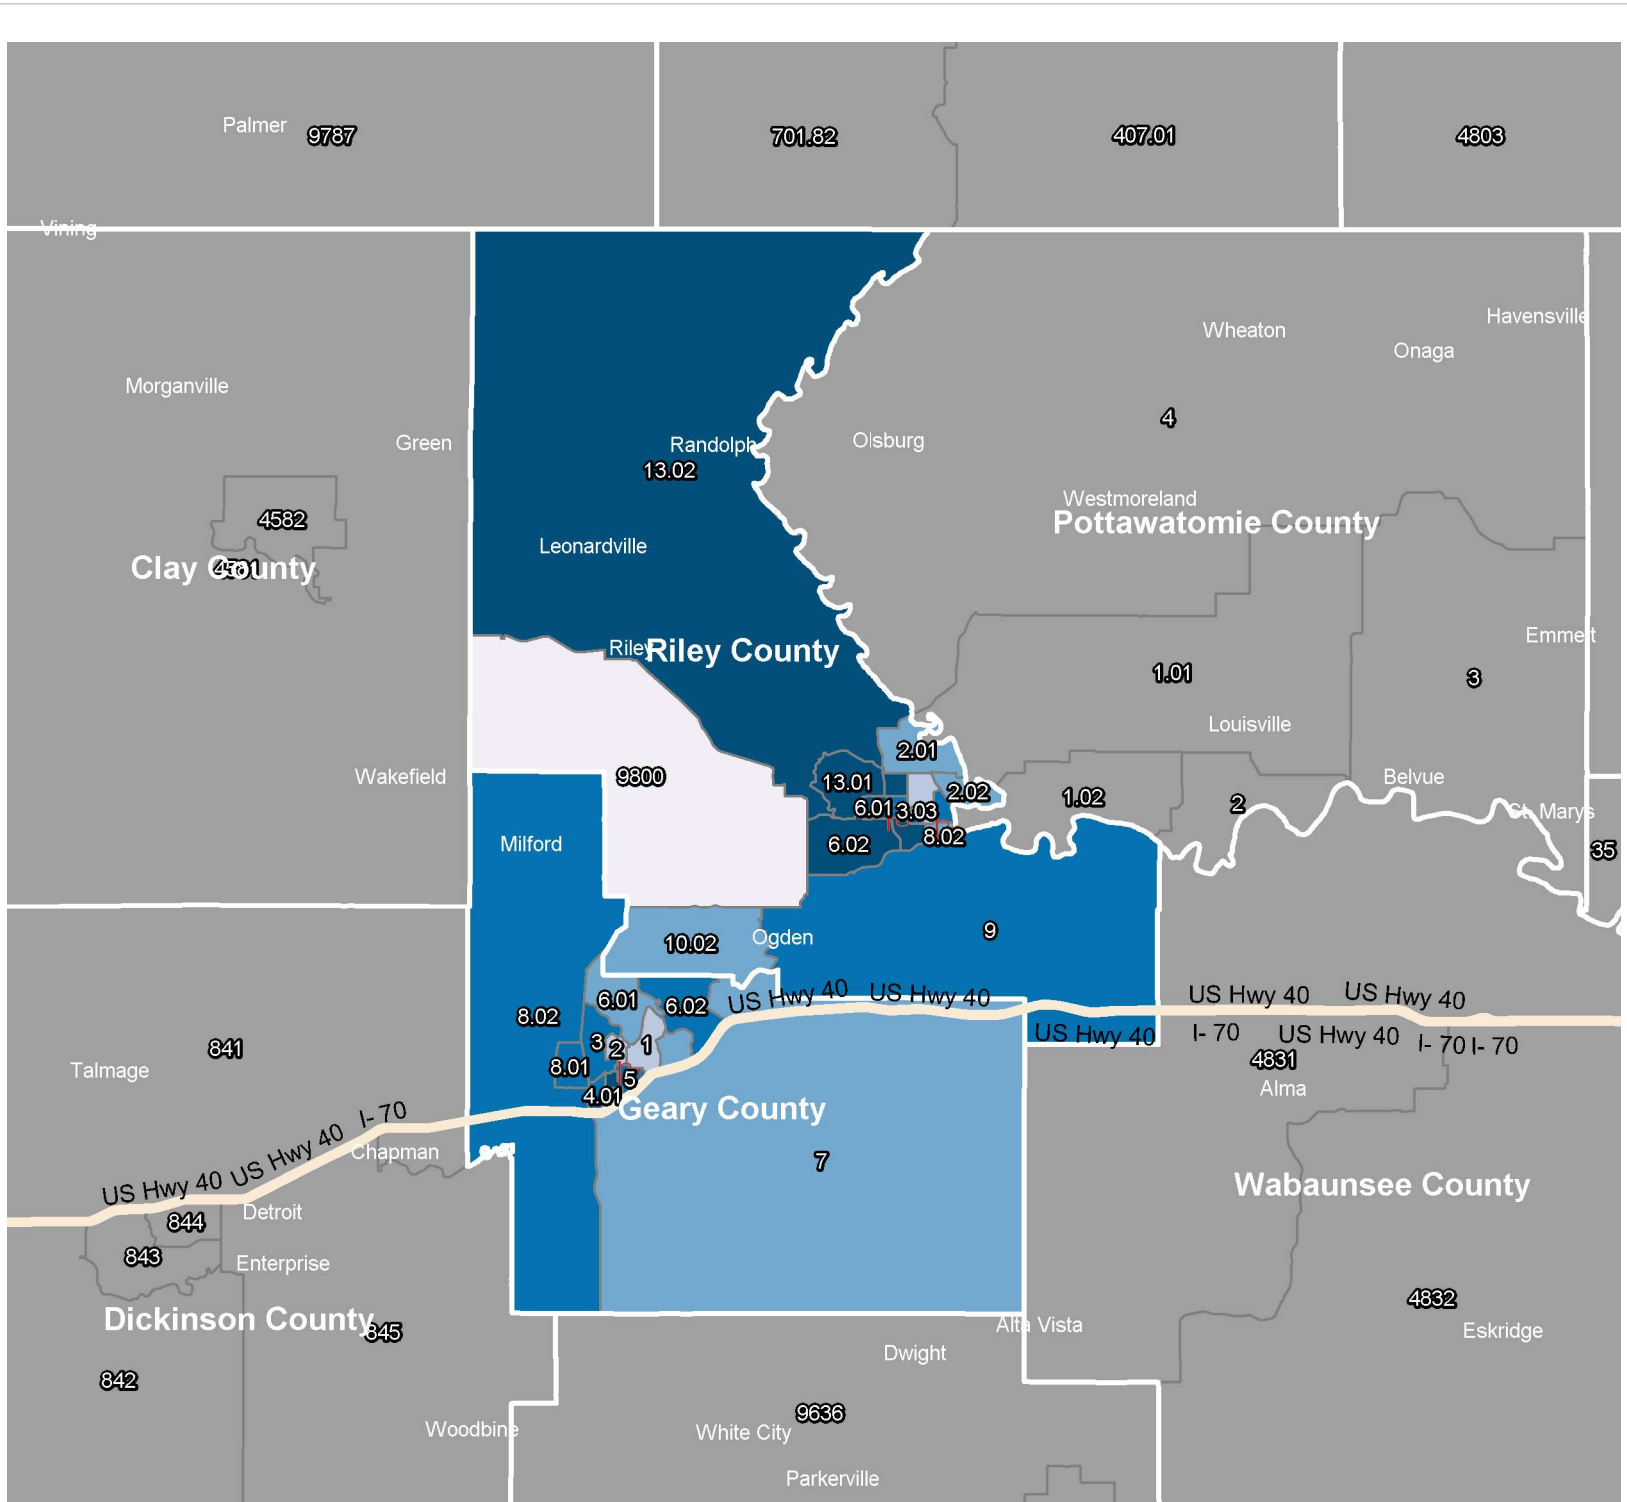 Palmer
9787
701.82
407.01
4803
Vining
Havensville
Wheaton
Onaga
Morganville
4
Green
Randolph
Olsburg
13.02
Westmoreland
4582
Pottawatomie County
Leonardville
Clay County
Emmett
Riley
Riley County
1.01
3
Louisville
2.01
Wakefield
9800
13.01
Belvue
2.02
1.02
2
6.01
3.03
St. Marys
8.02
Milford
6.02
35
9
10.02
Ogden
US Hwy 40
US Hwy 40
US Hwy 40
US Hwy 40
6.01
6.02
8.02
US Hwy 40
I- 70
US Hwy 40
I- 70
I- 70
3
2
1
841
4831
8.01
5
Talmage
Alma
4.01
Geary County
I- 70
US Hwy 40
Chapman
7
US Hwy 40
Wabaunsee County
Detroit
844
843
Enterprise
4832
Dickinson County
845
Alta Vista
Eskridge
Dwight
842
9636
Woodbine
White City
Parkerville